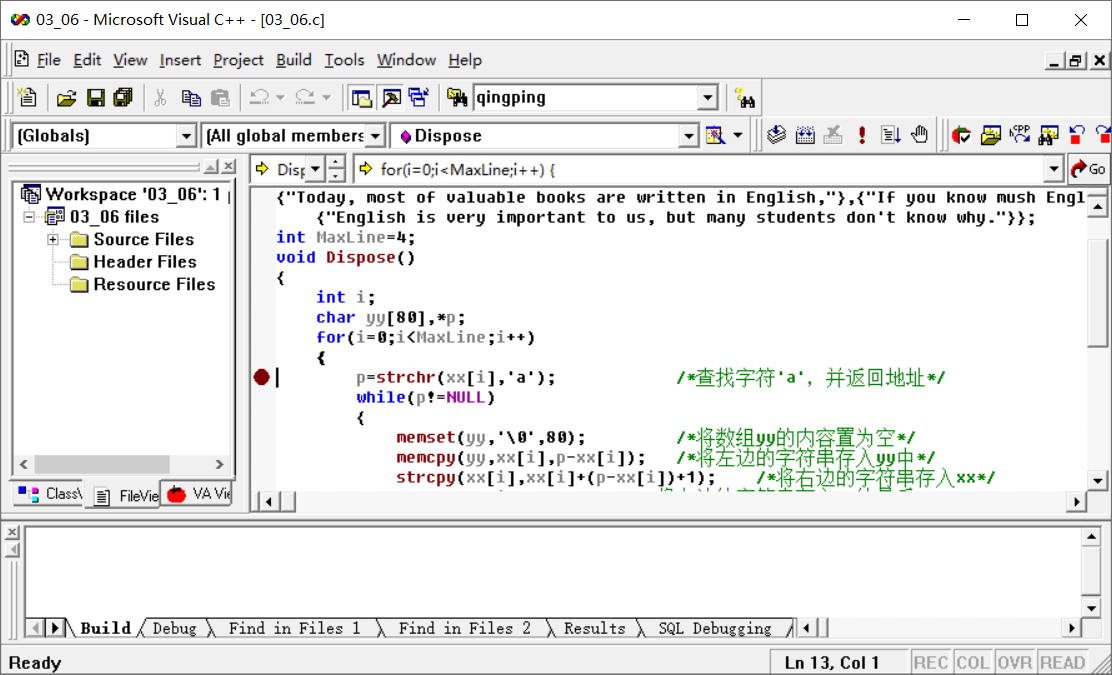 03_06 - Microsoft Visual C++ - [03_06.c]
File Edit View Insert Project Build Tools Window Help
qingping
(Globals) (All global members Dispose
Disp for(i=0;i<MaxLine;i++) { Go
Workspace '03_06': 1
03_06 files
Source Files
Header Files
Resource Files
Class FileVie VA Vi
{"Today, most of valuable books are written in English,"},{"If you know mush Engl
{"English is very important to us, but many students don't know why."}};
int MaxLine=4;
void Dispose()
{
int i;
char yy[80],*p;
for(i=0;i<MaxLine;i++)
{
p=strchr(xx[i],'a'); /*查找字符'a', 并返回地址*/
while(p!=NULL)
{
memset(yy,'\0',80); /*将数组yy的内容置为空*/
memcpy(yy,xx[i],p-xx[i]); /*将左边的字符串存入yy中*/
strcpy(xx[i],xx[i]+(p-xx[i])+1); /*将右边的字符串存入xx*/
Build Debug Find in Files 1 Find in Files 2 Results SQL Debugging
Ready Ln 13, Col 1 REC COL OVR READ